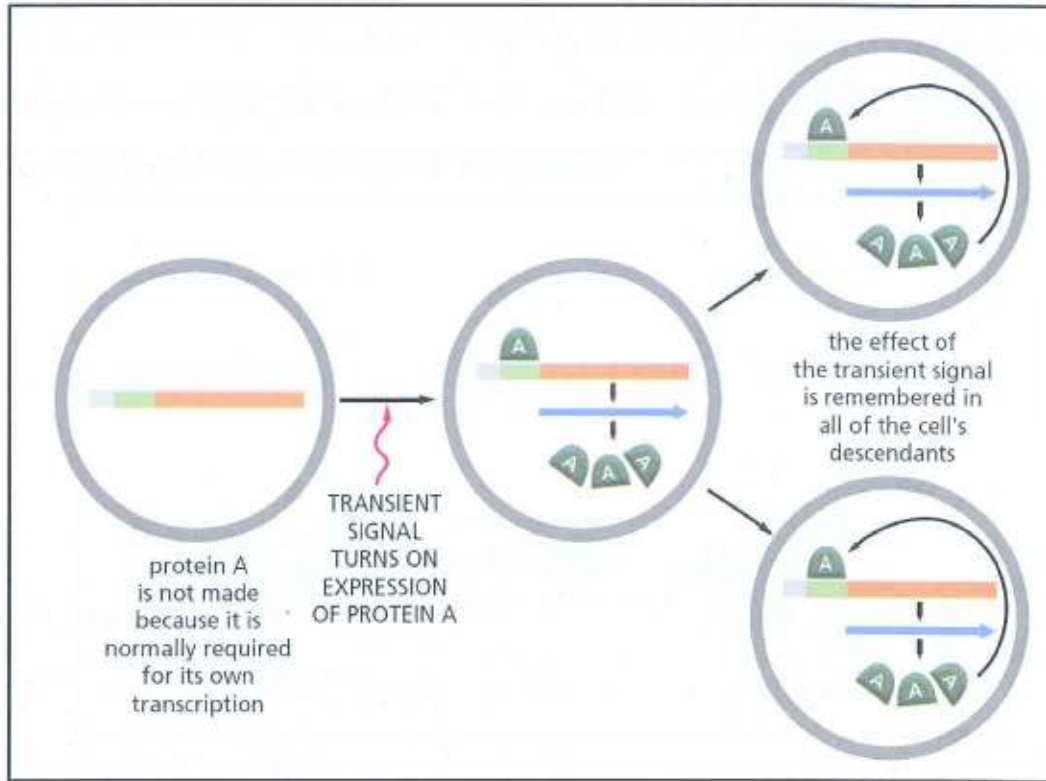 A
A A A
the effect of
the transient signal
is remembered in
all of the cell's
descendants
A
A A A
TRANSIENT
SIGNAL
TURNS ON
EXPRESSION
OF PROTEIN A
protein A
is not made
because it is
normally required
for its own
transcription
A
A A A